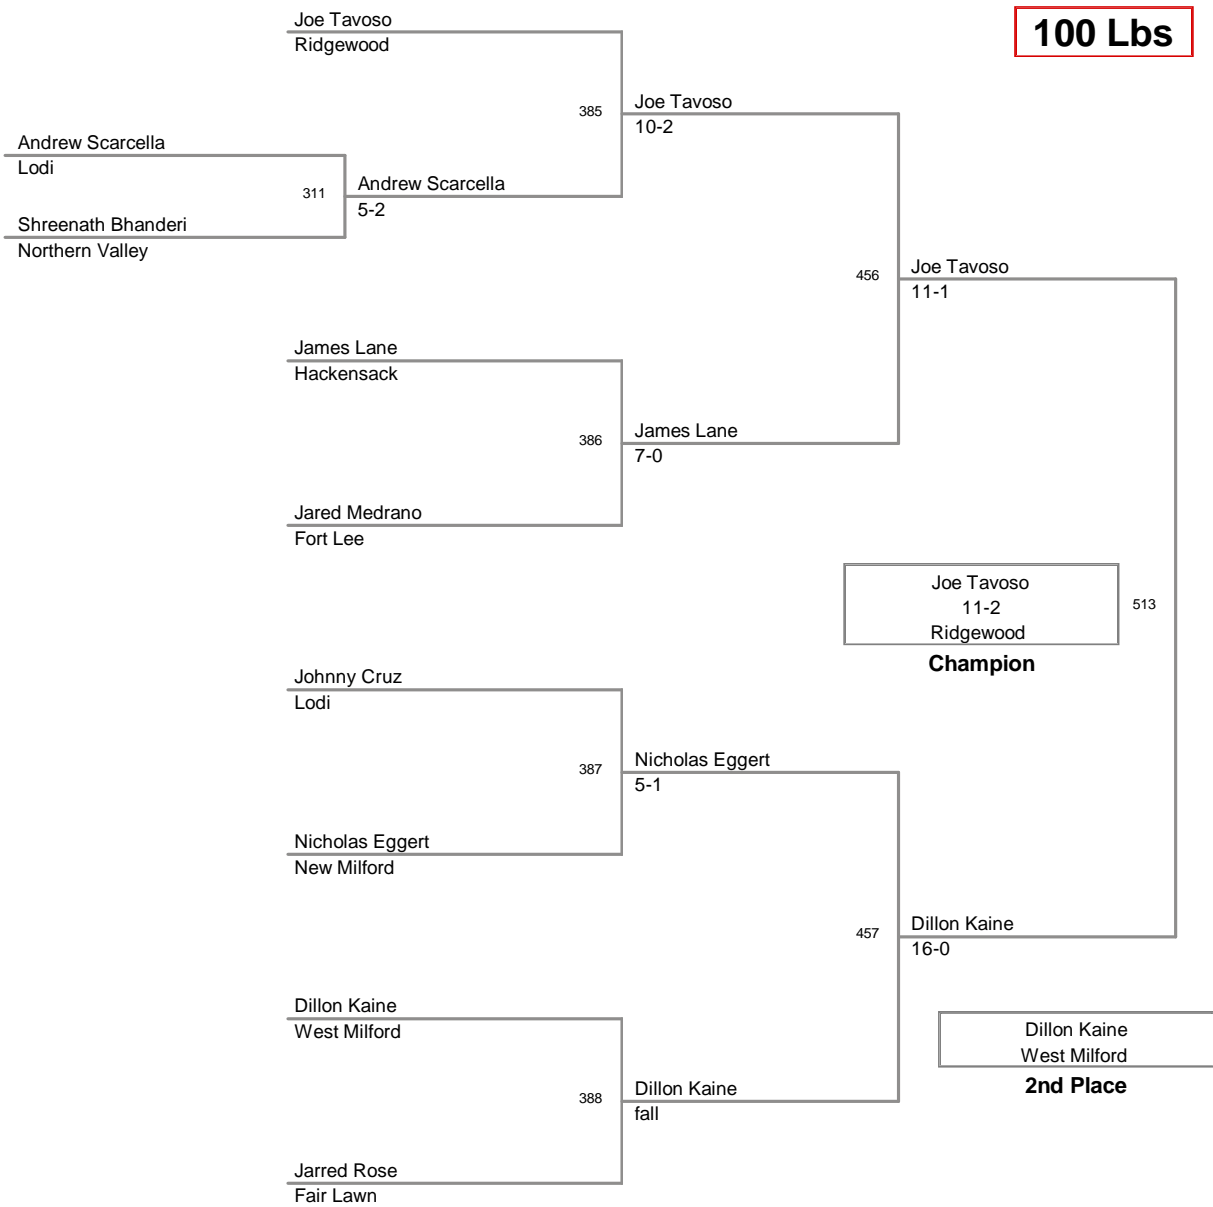 Joe Tavoso
Ridgewood
100 Lbs
385
Joe Tavoso
10-2
Andrew Scarcella
Lodi
311
Andrew Scarcella
5-2
Shreenath Bhanderi
Northern Valley
456
Joe Tavoso
11-1
James Lane
Hackensack
386
James Lane
7-0
Jared Medrano
Fort Lee
Joe Tavoso
11-2
Ridgewood
513
Champion
Johnny Cruz
Lodi
387
Nicholas Eggert
5-1
Nicholas Eggert
New Milford
457
Dillon Kaine
16-0
Dillon Kaine
West Milford
Dillon Kaine
West Milford
2nd Place
388
Dillon Kaine
fall
Jarred Rose
Fair Lawn